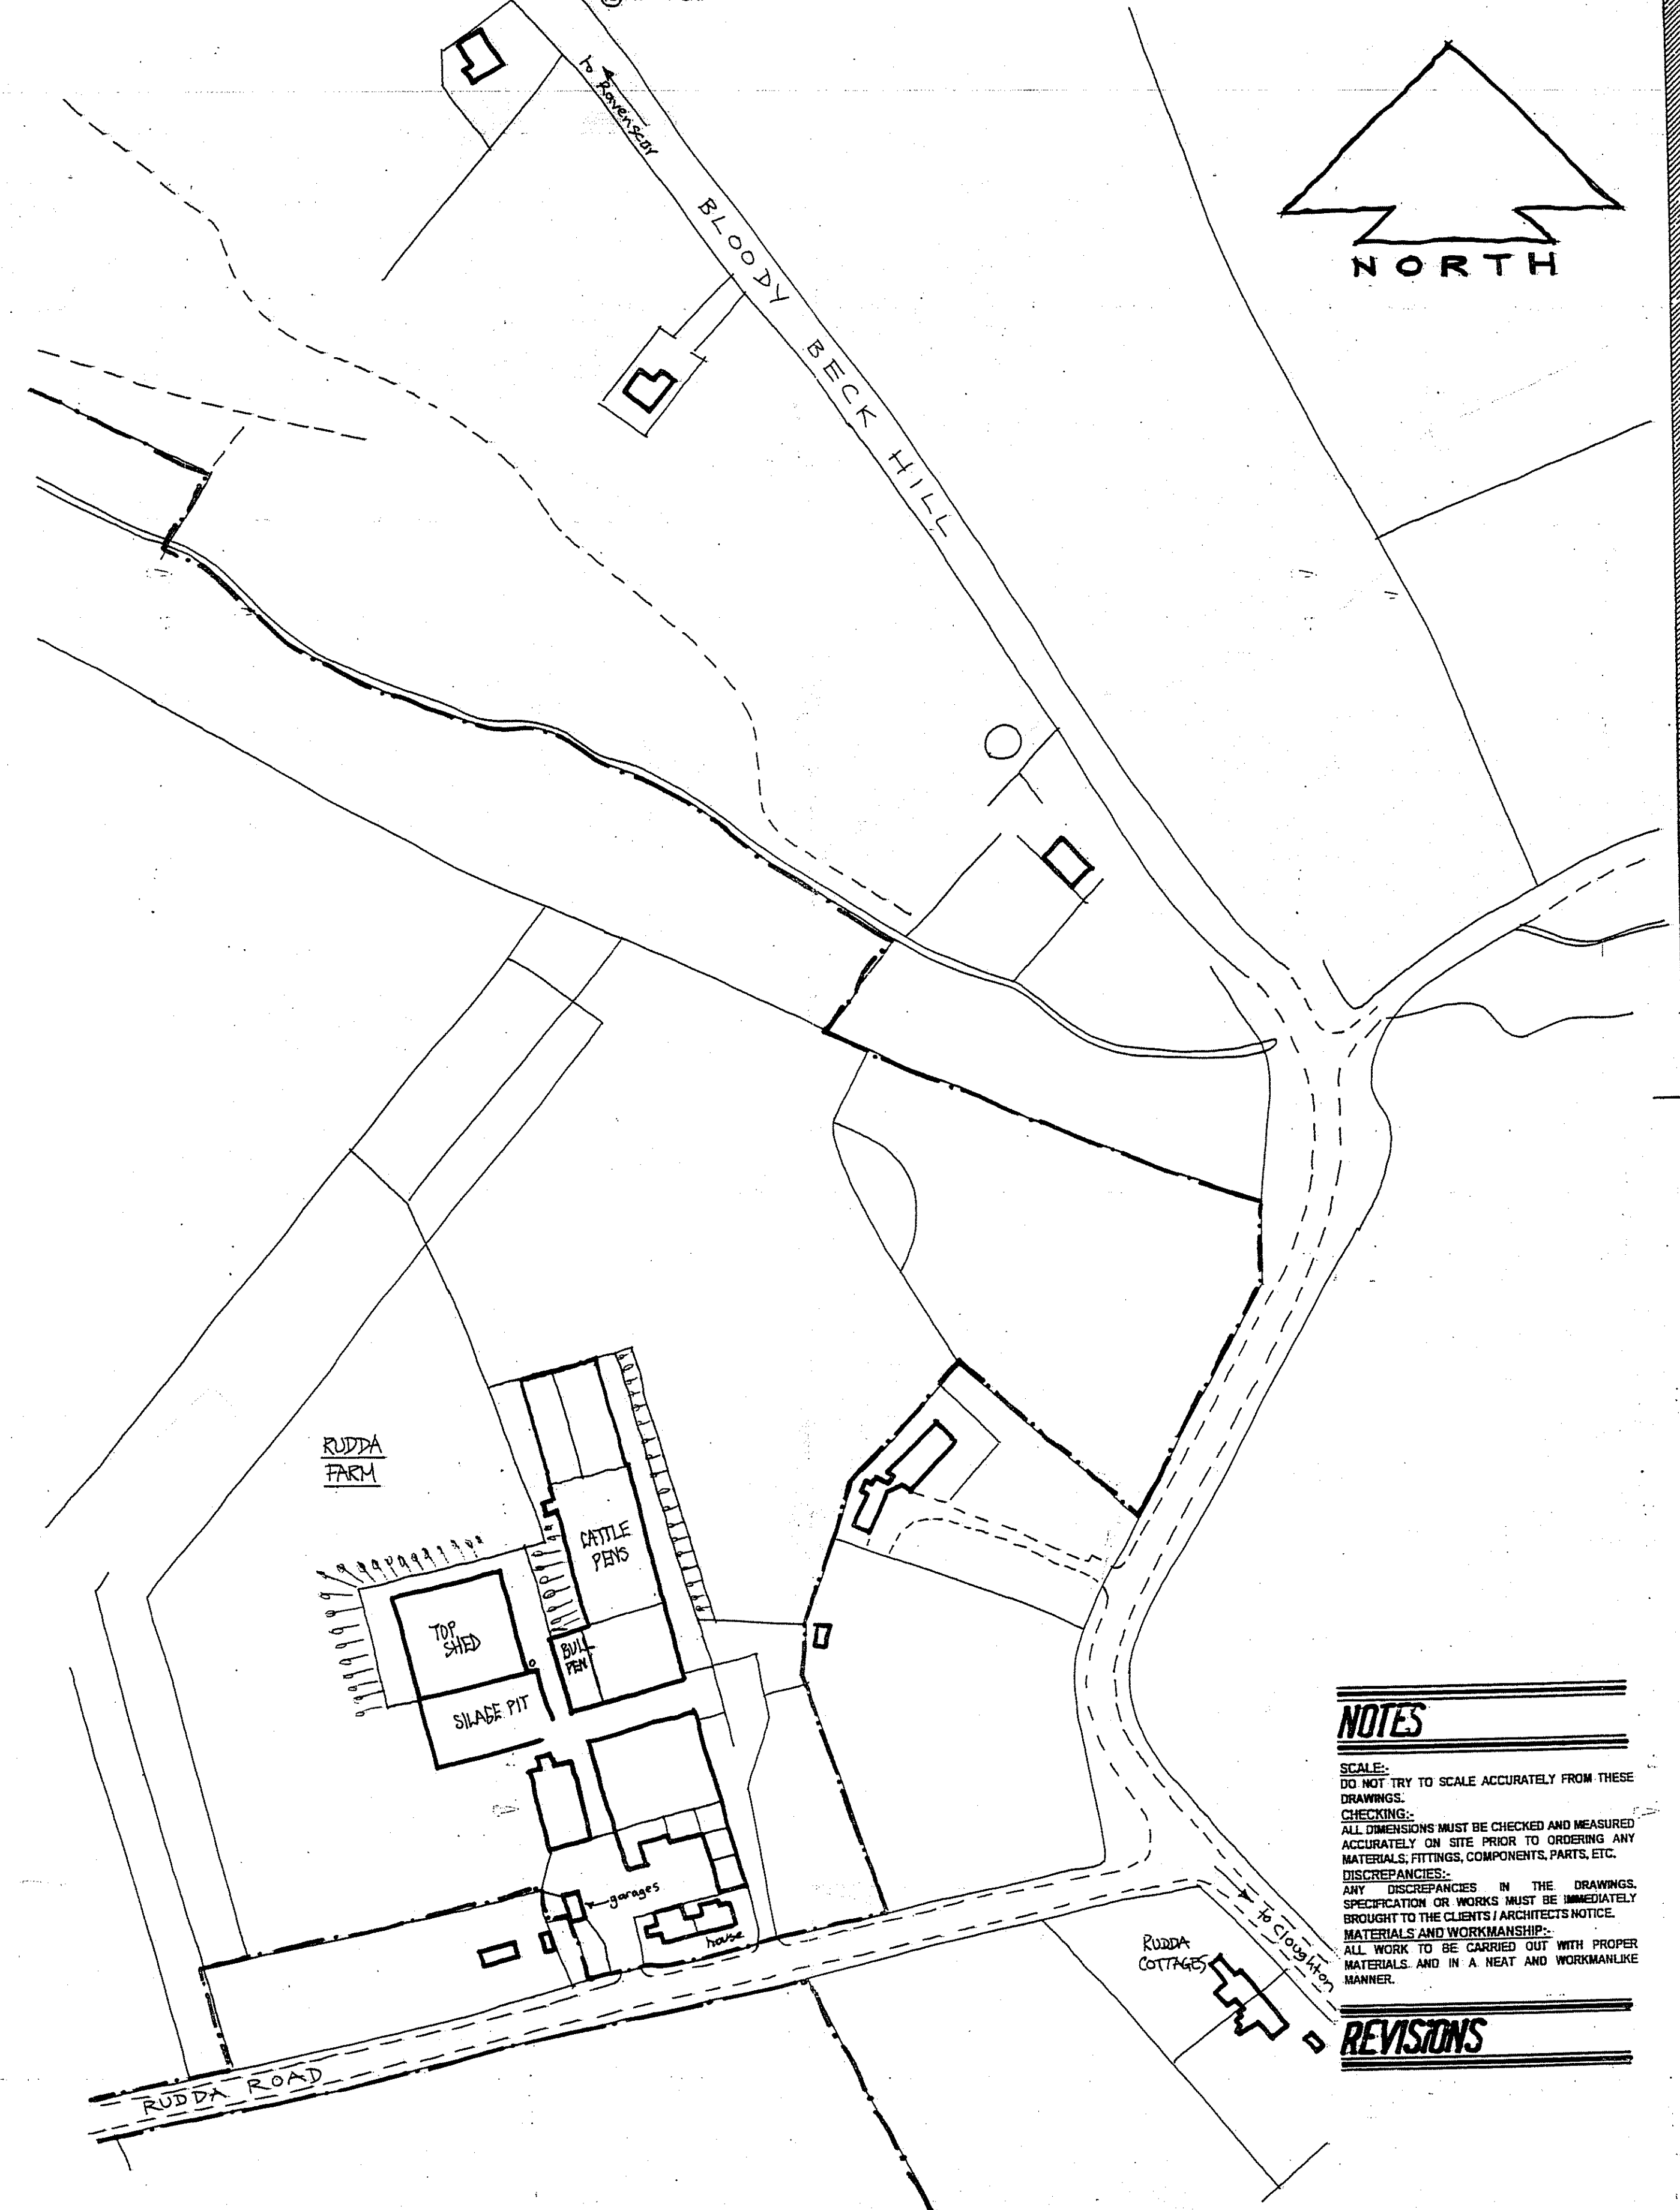 to Ravenscar
BLOODY BECK HILL
NORTH
RUDDA
FARM
CATTLE
PENS
TOP
SHED
BULL
PEN
SILAGE PIT
garages
house
RUDDA ROAD
RUDDA
COTTAGES
to Cloughton
NOTES
SCALE:-
DO NOT TRY TO SCALE ACCURATELY FROM THESE
DRAWINGS.
CHECKING:-
ALL DIMENSIONS MUST BE CHECKED AND MEASURED
ACCURATELY ON SITE PRIOR TO ORDERING ANY
MATERIALS, FITTINGS, COMPONENTS, PARTS, ETC.
DISCREPANCIES:-
ANY DISCREPANCIES IN THE DRAWINGS,
SPECIFICATION OR WORKS MUST BE IMMEDIATELY
BROUGHT TO THE CLIENTS / ARCHITECTS NOTICE.
MATERIALS AND WORKMANSHIP:-
ALL WORK TO BE CARRIED OUT WITH PROPER
MATERIALS AND IN A NEAT AND WORKMANLIKE
MANNER.
REVISIONS